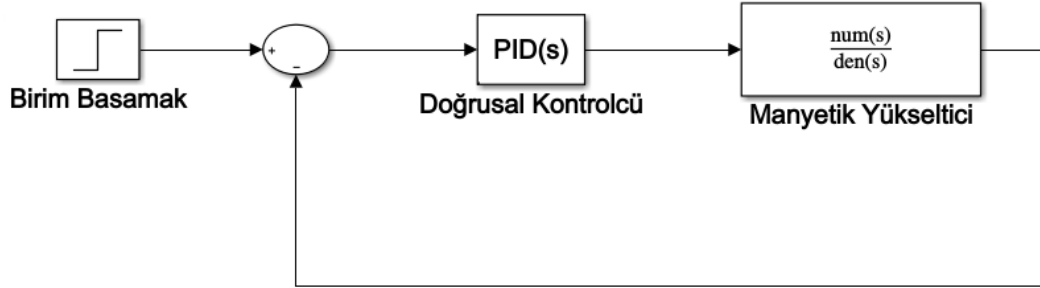 +
−
PID(s)
num(s)
den(s)
Birim Basamak
Doğrusal Kontrolcü
Manyetik Yükseltici